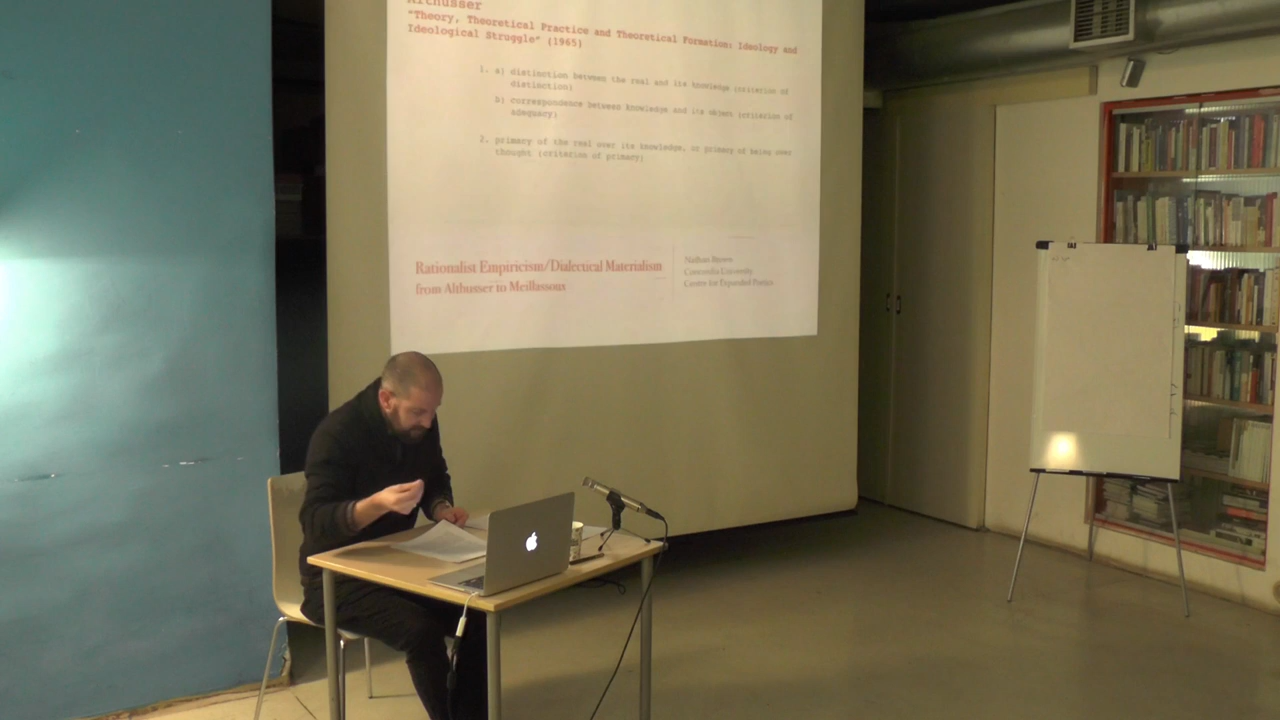 Althusser
"Theory, Theoretical Practice and Theoretical Formation: Ideology and
Ideological Struggle" (1965)
1. a) distinction between the real and its knowledge (criterion of
distinction)
b) correspondence between knowledge and its object (criterion of
adequacy)
2. primacy of the real over its knowledge, or primacy of being over
thought (criterion of primacy)
Rationalist Empiricism/Dialectical Materialism
from Althusser to Meillassoux
Nathan Brown
Concordia University
Centre for Expanded Poetics